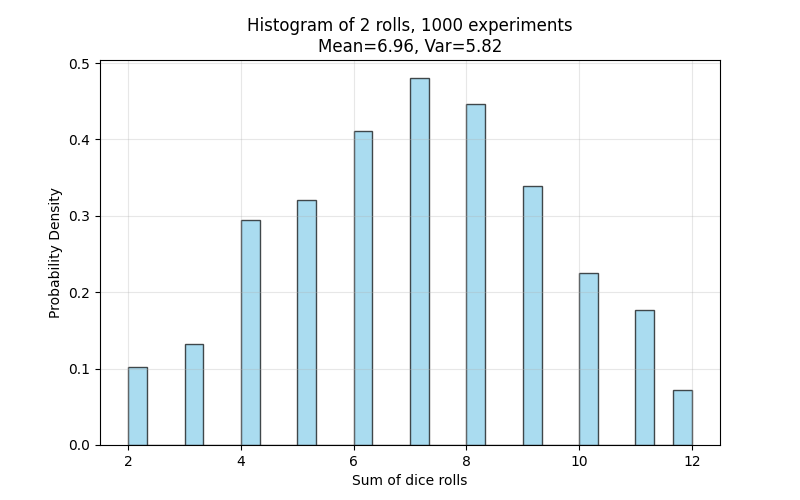 Histogram of 2 rolls, 1000 experiments
Mean=6.96, Var=5.82
Probability Density
0.5
0.4
0.3
0.2
0.1
0.0
2 4 6 8 10 12
Sum of dice rolls